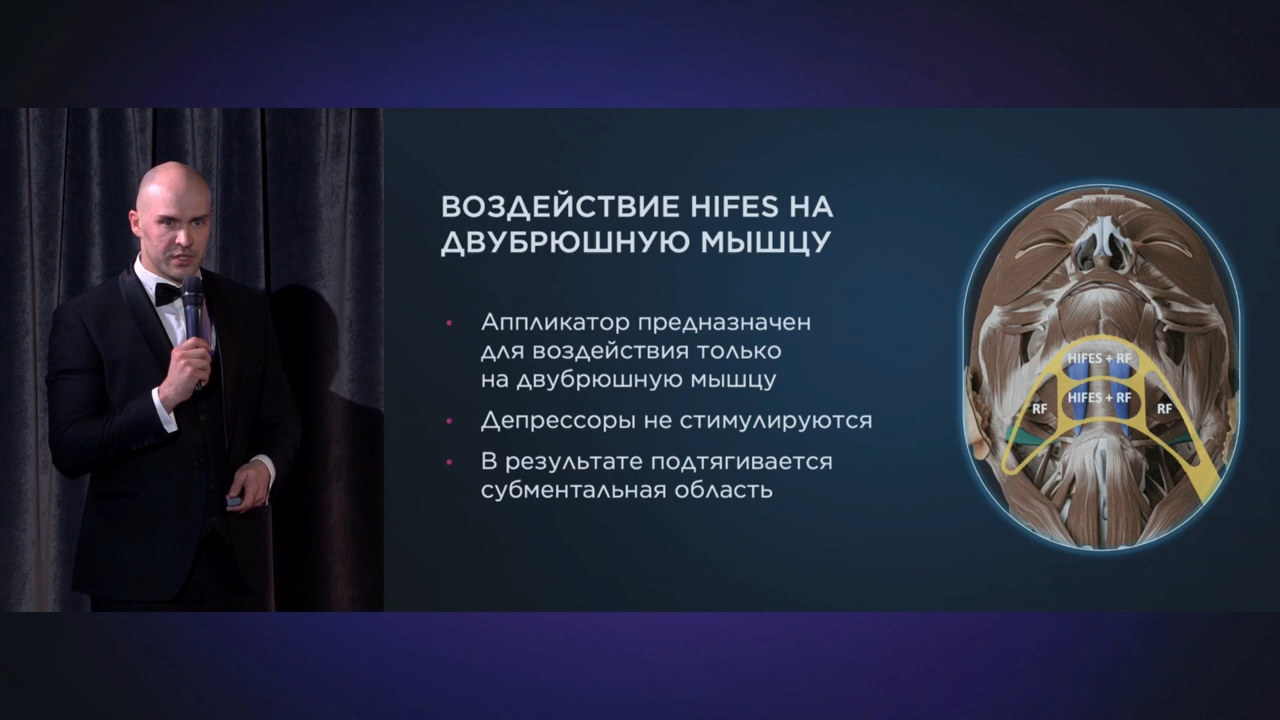 ВОЗДЕЙСТВИЕ HIFES НА
ДВУБРЮШНУЮ МЫШЦУ
• Аппликатор предназначен
для воздействия только
на двубрюшную мышцу
• Депрессоры не стимулируются
• В результате подтягивается
субментальная область
HIFES + RF
HIFES + RF
RF
RF